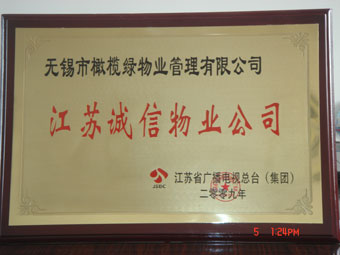 无锡市橄榄绿物业管理有限公司
江苏诚信物业公司
JSBC
江苏省广播电视总台（集团）
二零零九年
5 1:24PM